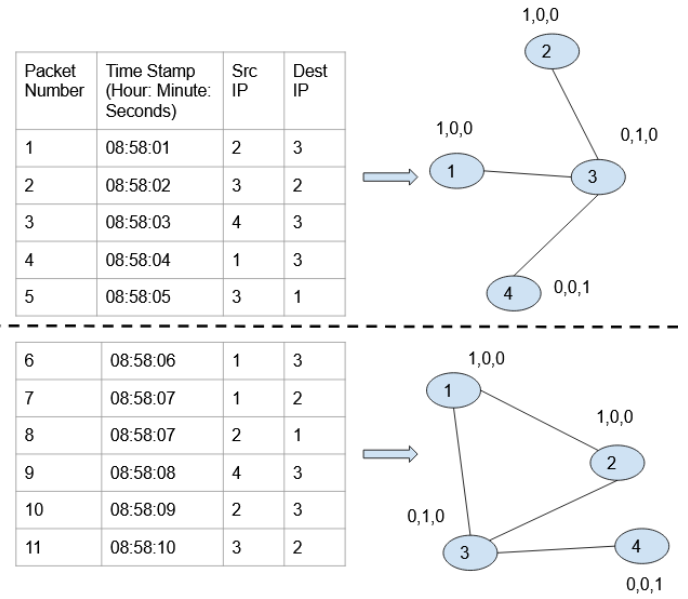 Packet Number Time Stamp (Hour: Minute: Seconds) Src IP Dest IP
1 08:58:01 2 3
2 08:58:02 3 2
3 08:58:03 4 3
4 08:58:04 1 3
5 08:58:05 3 1
1,0,0
2
1,0,0
0,1,0
1
3
4
0,0,1
6 08:58:06 1 3
7 08:58:07 1 2
8 08:58:07 2 1
9 08:58:08 4 3
10 08:58:09 2 3
11 08:58:10 3 2
1,0,0
1
1,0,0
2
0,1,0
3
4
0,0,1